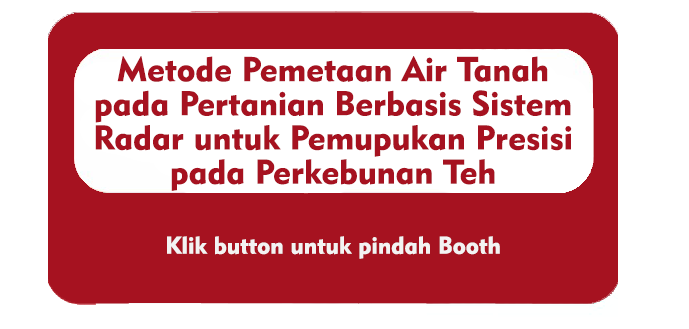 Metode Pemetaan Air Tanah
pada Pertanian Berbasis Sistem
Radar untuk Pemupukan Presisi
pada Perkebunan Teh
Klik button untuk pindah Booth